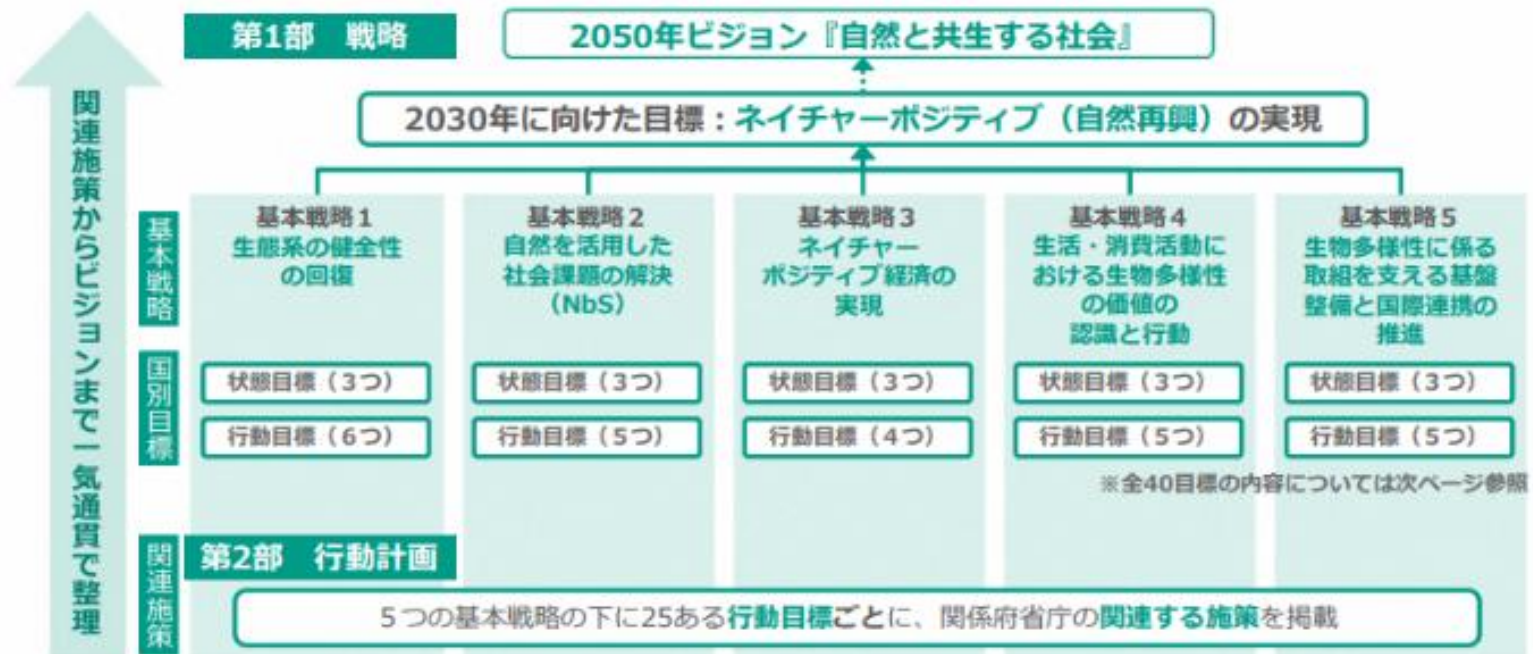 第1部 戦略
2050年ビジョン『自然と共生する社会』
2030年に向けた目標：ネイチャーポジティブ（自然再興）の実現
関連施策からビジョンまで一気通貫で整理
基本戦略
基本戦略1
生態系の健全性
の回復
基本戦略2
自然を活用した
社会課題の解決
（NbS）
基本戦略3
ネイチャー
ポジティブ経済の
実現
基本戦略4
生活・消費活動に
おける生物多様性
の価値の
認識と行動
基本戦略5
生物多様性に係る
取組を支える基盤
整備と国際連携の
推進
国別目標
状態目標（3つ）
状態目標（3つ）
状態目標（3つ）
状態目標（3つ）
状態目標（3つ）
行動目標（6つ）
行動目標（5つ）
行動目標（4つ）
行動目標（5つ）
行動目標（5つ）
※全40目標の内容については次ページ参照
関連施策
第2部 行動計画
5つの基本戦略の下に25ある行動目標ごとに、関係府省庁の関連する施策を掲載